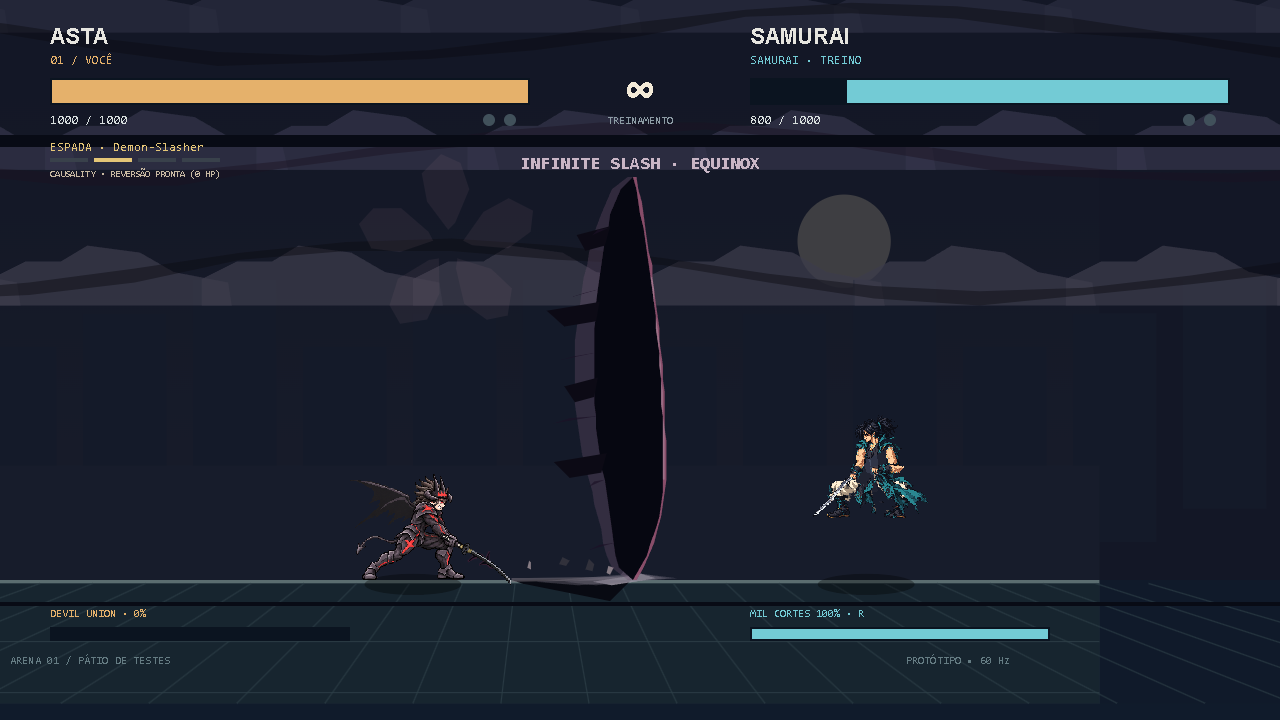 ASTA
01 / VOCÊ
1000 / 1000
SAMURAI
SAMURAI · TREINO
800 / 1000
∞
TREINAMENTO
ESPADA · Demon-Slasher
CAUSALITY · REVERSÃO PRONTA (0 HP)
INFINITE SLASH · EQUINOX
DEVIL UNION · 0%
MIL CORTES 100% · R
ARENA 01 / PÁTIO DE TESTES
PROTÓTIPO • 60 Hz